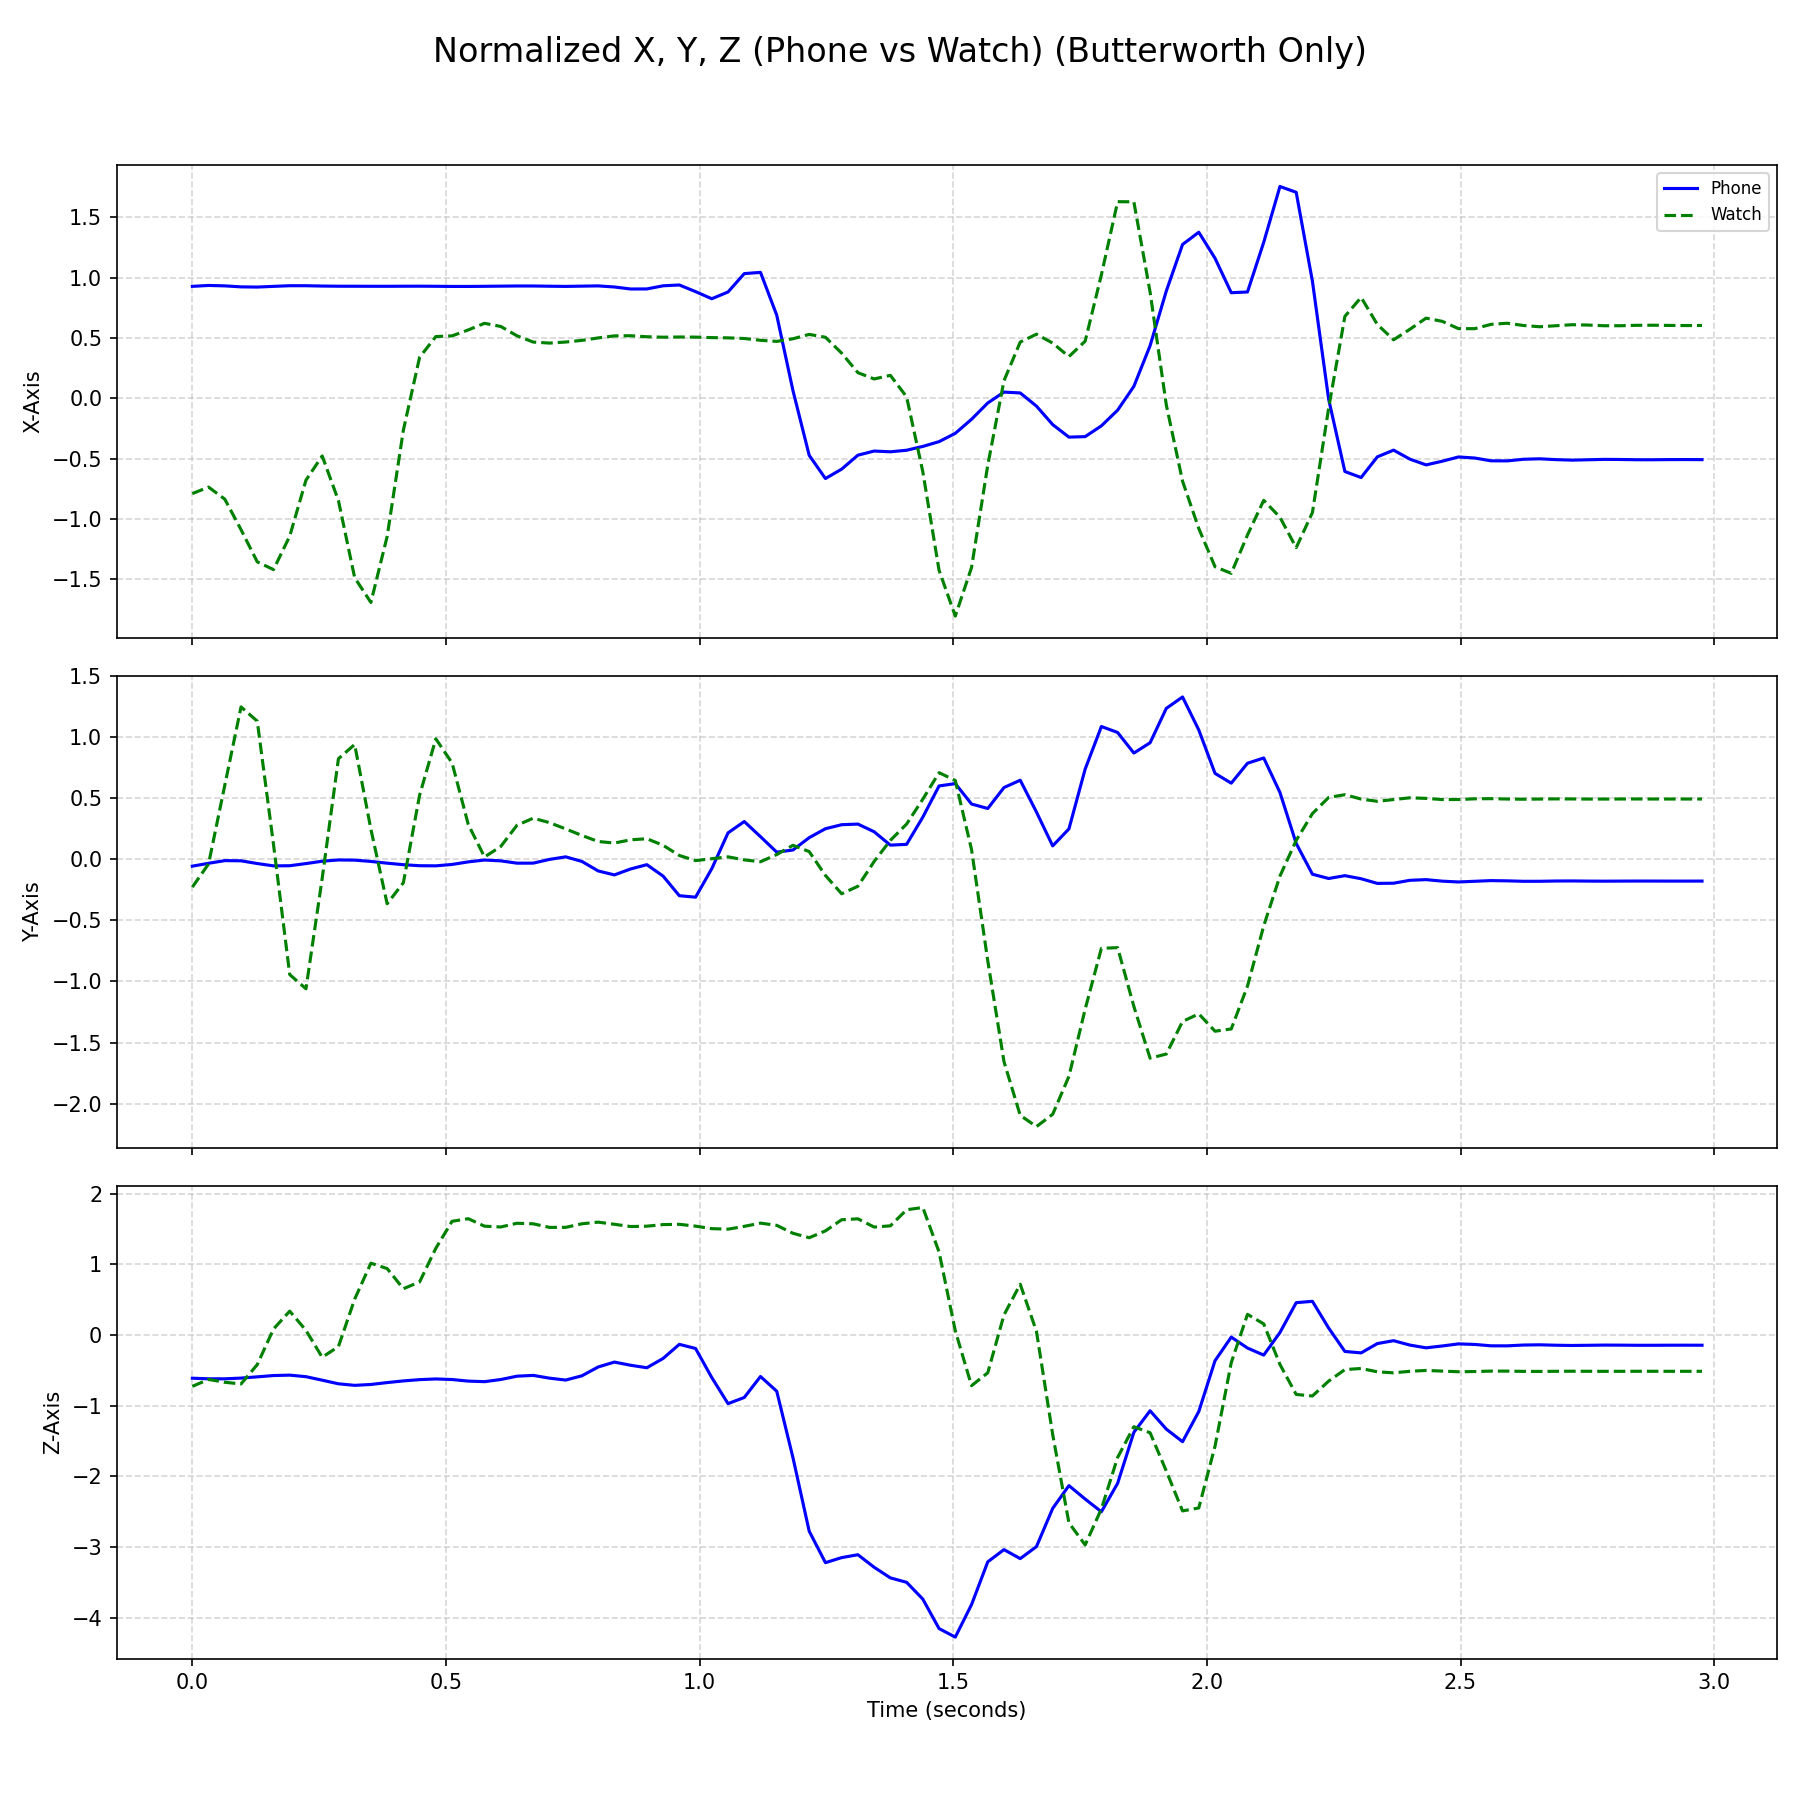 Normalized X, Y, Z (Phone vs Watch) (Butterworth Only)
Phone
Watch
X-Axis
1.5
1.0
0.5
0.0
−0.5
−1.0
−1.5
Y-Axis
1.5
1.0
0.5
0.0
−0.5
−1.0
−1.5
−2.0
Z-Axis
2
1
0
−1
−2
−3
−4
0.0 0.5 1.0 1.5 2.0 2.5 3.0
Time (seconds)